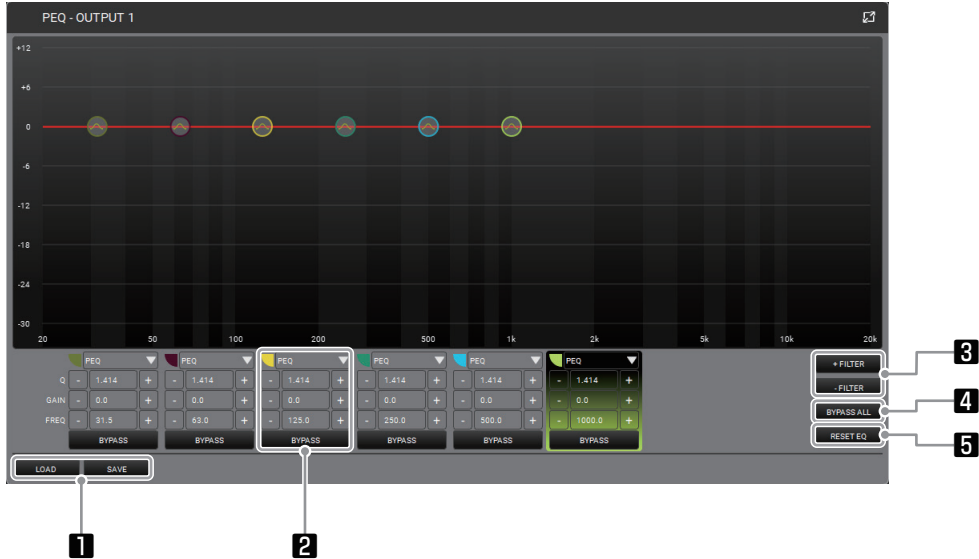 PEQ - OUTPUT 1
+12
+6
0
-6
-12
-18
-24
-30
20 50 100 200 500 1k 2k 5k 10k 20k
PEQ PEQ PEQ PEQ PEQ PEQ
Q - 1.414 + - 1.414 + - 1.414 + - 1.414 + - 1.414 + - 1.414 +
GAIN - 0.0 + - 0.0 + - 0.0 + - 0.0 + - 0.0 + - 0.0 +
FREQ - 31.5 + - 63.0 + - 125.0 + - 250.0 + - 500.0 + - 1000.0 +
BYPASS BYPASS BYPASS BYPASS BYPASS BYPASS
+ FILTER
- FILTER
3
BYPASS ALL
4
RESET EQ
5
LOAD SAVE
1 2